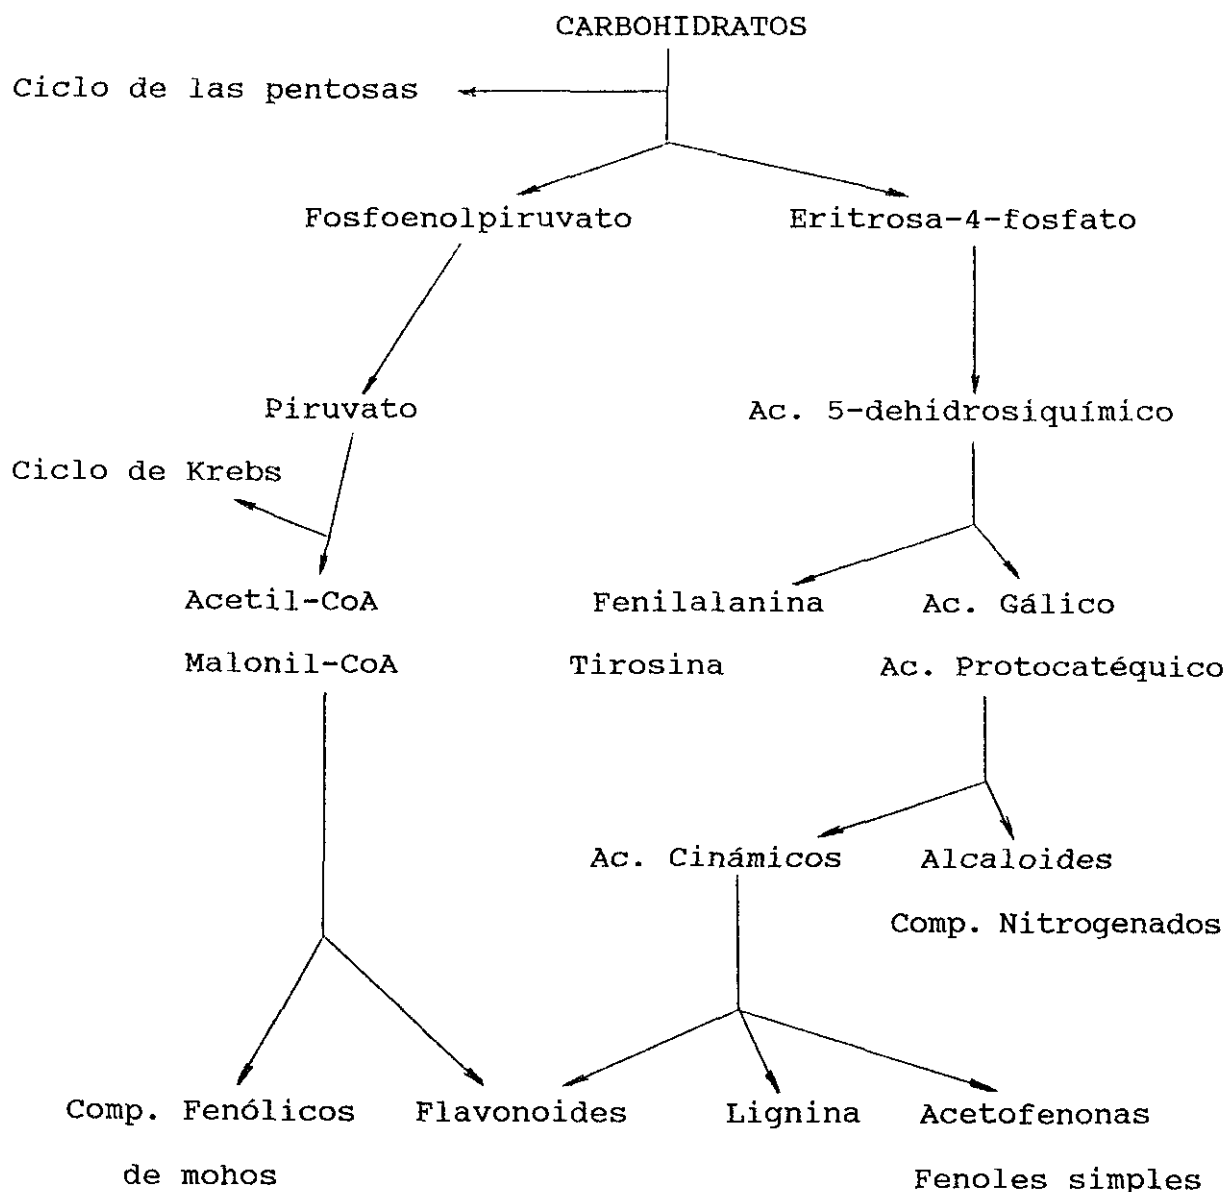 CARBOHIDRATOS
Ciclo de las pentosas
Fosfoenolpiruvato
Eritrosa-4-fosfato
Piruvato
Ac. 5-dehidrosiquímico
Ciclo de Krebs
Acetil-CoA
Malonil-CoA
Fenilalanina
Tirosina
Ac. Gálico
Ac. Protocatéquico
Ac. Cinámicos
Alcaloides
Comp. Nitrogenados
Comp. Fenólicos
de mohos
Flavonoides
Lignina
Acetofenonas
Fenoles simples